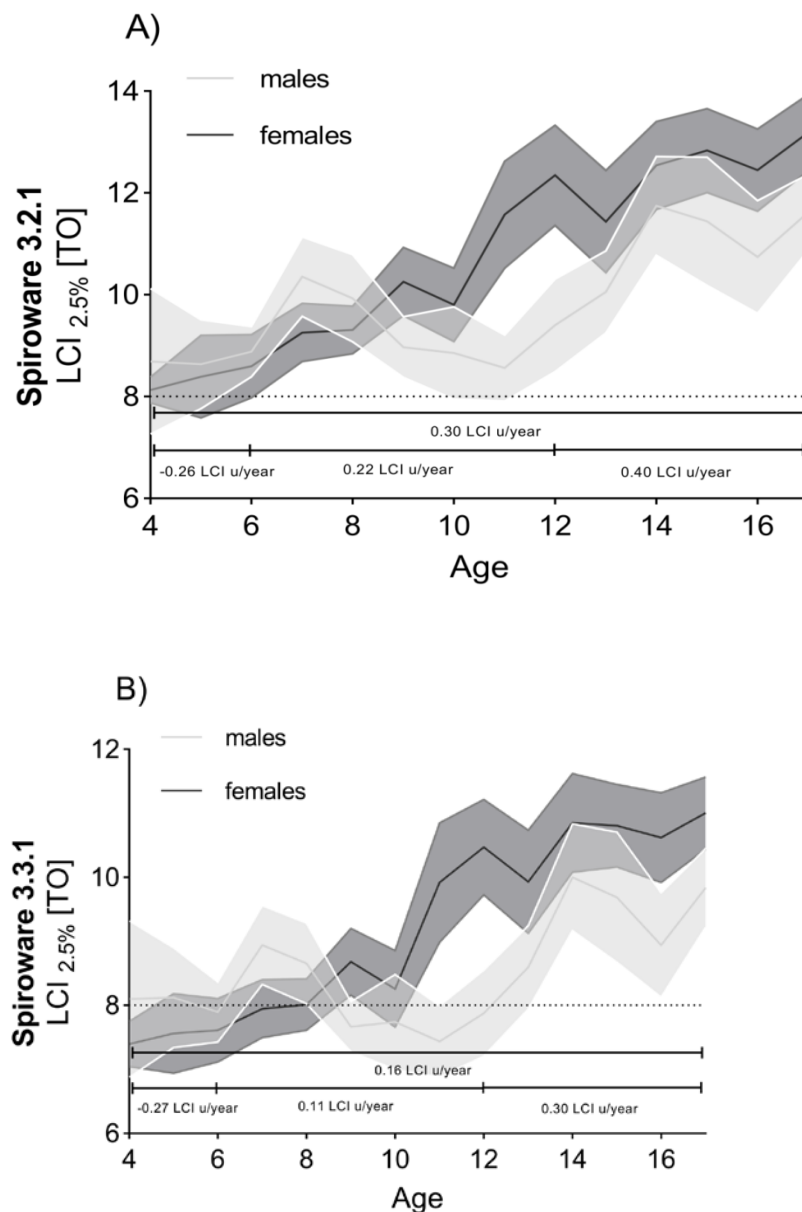 A)
males
females
Spiroware 3.2.1
LCI 2.5% [TO]
14
12
10
8
6
0.30 LCI u/year
-0.26 LCI u/year 0.22 LCI u/year 0.40 LCI u/year
4 6 8 10 12 14 16
Age
B)
males
females
Spiroware 3.3.1
LCI 2.5% [TO]
12
10
8
6
0.16 LCI u/year
-0.27 LCI u/year 0.11 LCI u/year 0.30 LCI u/year
4 6 8 10 12 14 16
Age